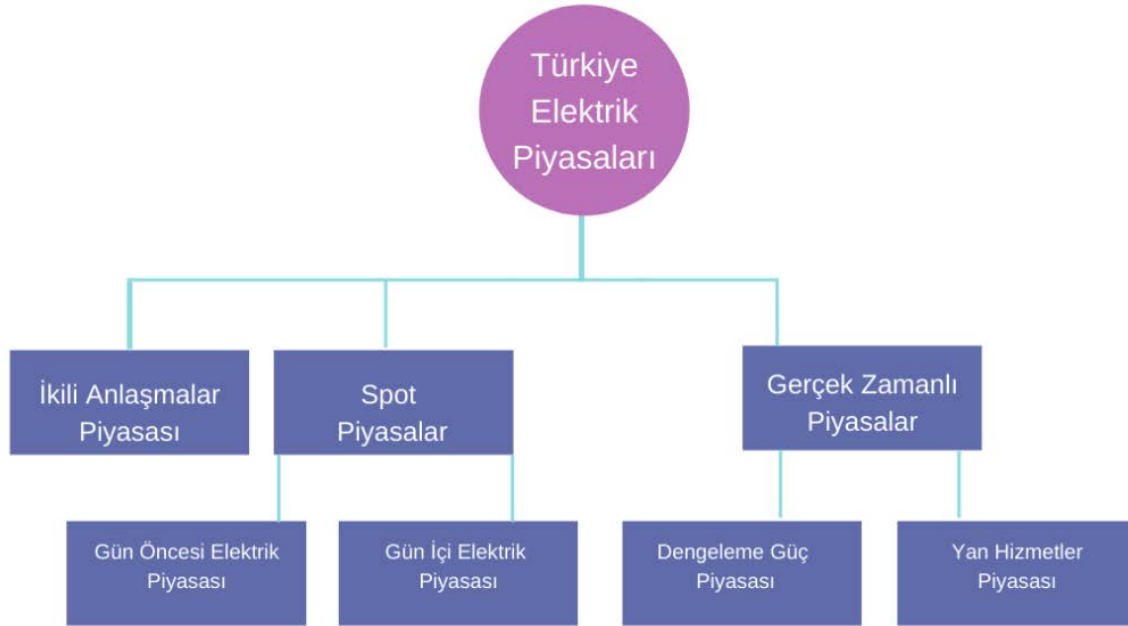 Türkiye
Elektrik
Piyasaları
İkili Anlaşmalar
Piyasası
Spot
Piyasalar
Gerçek Zamanlı
Piyasalar
Gün Öncesi Elektrik
Piyasası
Gün İçi Elektrik
Piyasası
Dengeleme Güç
Piyasası
Yan Hizmetler
Piyasası